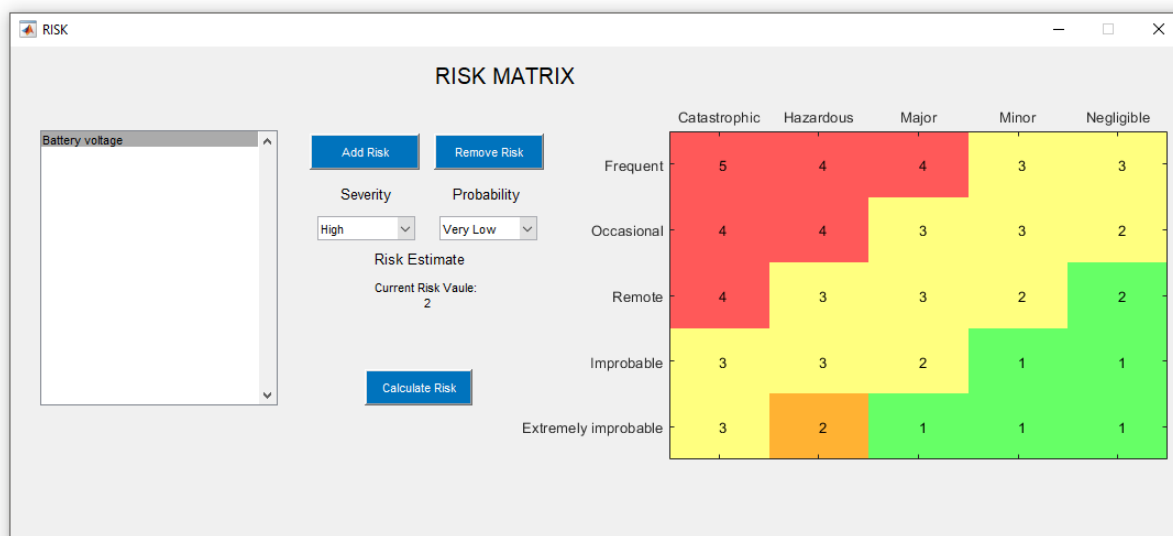 RISK
RISK MATRIX
Battery voltage
Add Risk Remove Risk
Severity Probability
High Very Low
Risk Estimate
Current Risk Vaule:
2
Calculate Risk
Catastrophic Hazardous Major Minor Negligible
Frequent 5 4 4 3 3
Occasional 4 4 3 3 2
Remote 4 3 3 2 2
Improbable 3 3 2 1 1
Extremely improbable 3 2 1 1 1